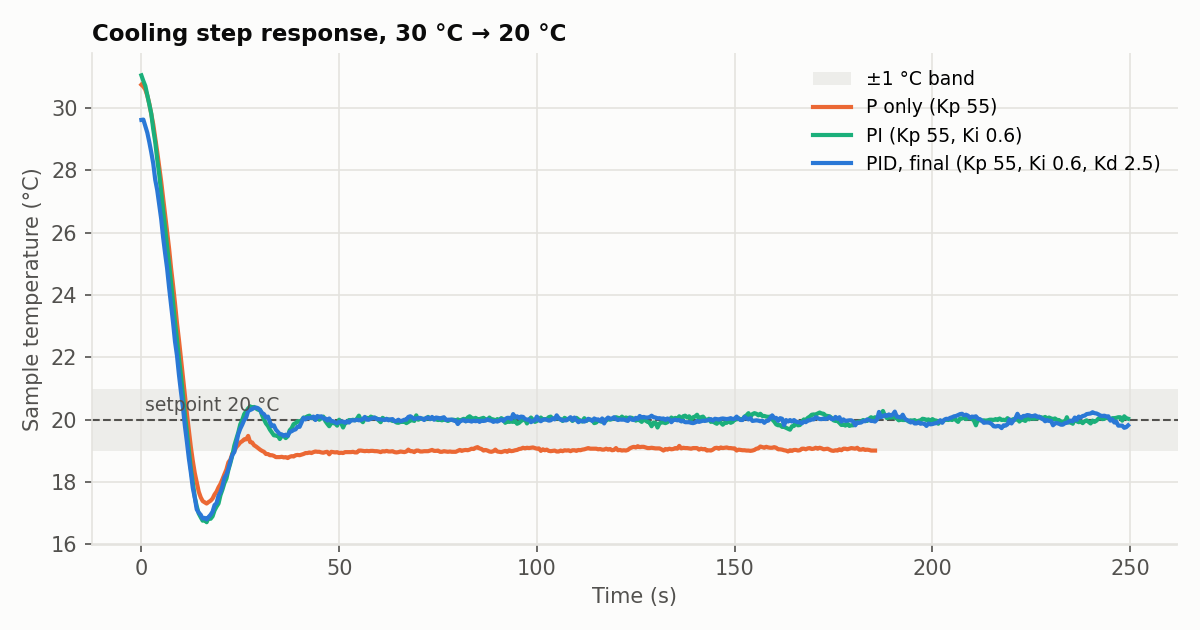 Cooling step response, 30 °C → 20 °C
±1 °C band
P only (Kp 55)
PI (Kp 55, Ki 0.6)
PID, final (Kp 55, Ki 0.6, Kd 2.5)
Sample temperature (°C)
30
28
26
24
22
20
18
16
setpoint 20 °C
0 50 100 150 200 250
Time (s)